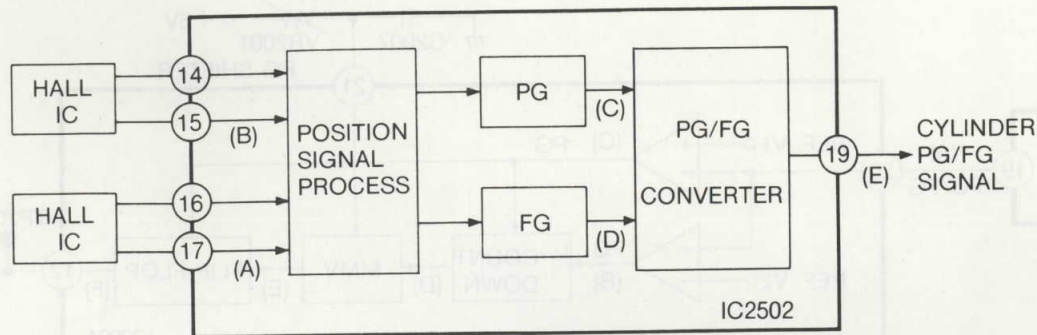 HALL
IC
HALL
IC
14
15
16
17
(B)
(A)
POSITION
SIGNAL
PROCESS
PG
FG
(C)
(D)
PG/FG
CONVERTER
19
(E)
CYLINDER
PG/FG
SIGNAL
IC2502